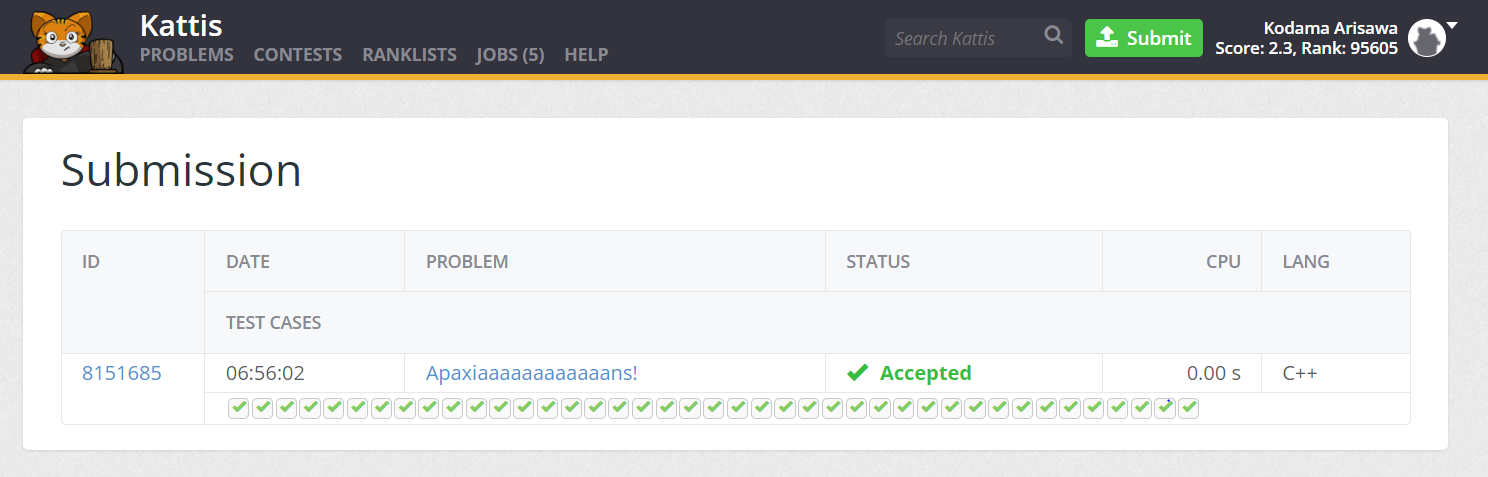 Kattis
PROBLEMS CONTESTS RANKLISTS JOBS (5) HELP
Search Kattis
Submit
Kodama Arisawa
Score: 2.3, Rank: 95605
Submission
ID DATE PROBLEM STATUS CPU LANG
TEST CASES
8151685 06:56:02 Apaxiaaaaaaaaaaaans! Accepted 0.00 s C++